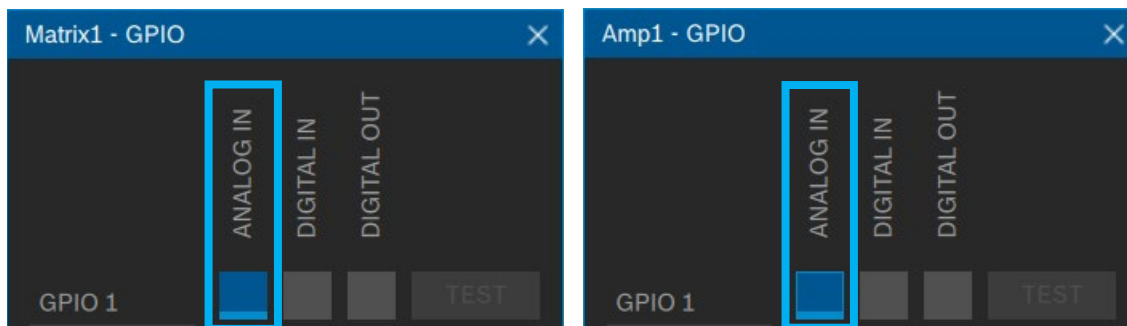 Matrix1 - GPIO
ANALOG IN
DIGITAL IN
DIGITAL OUT
GPIO 1
TEST
Amp1 - GPIO
ANALOG IN
DIGITAL IN
DIGITAL OUT
GPIO 1
TEST